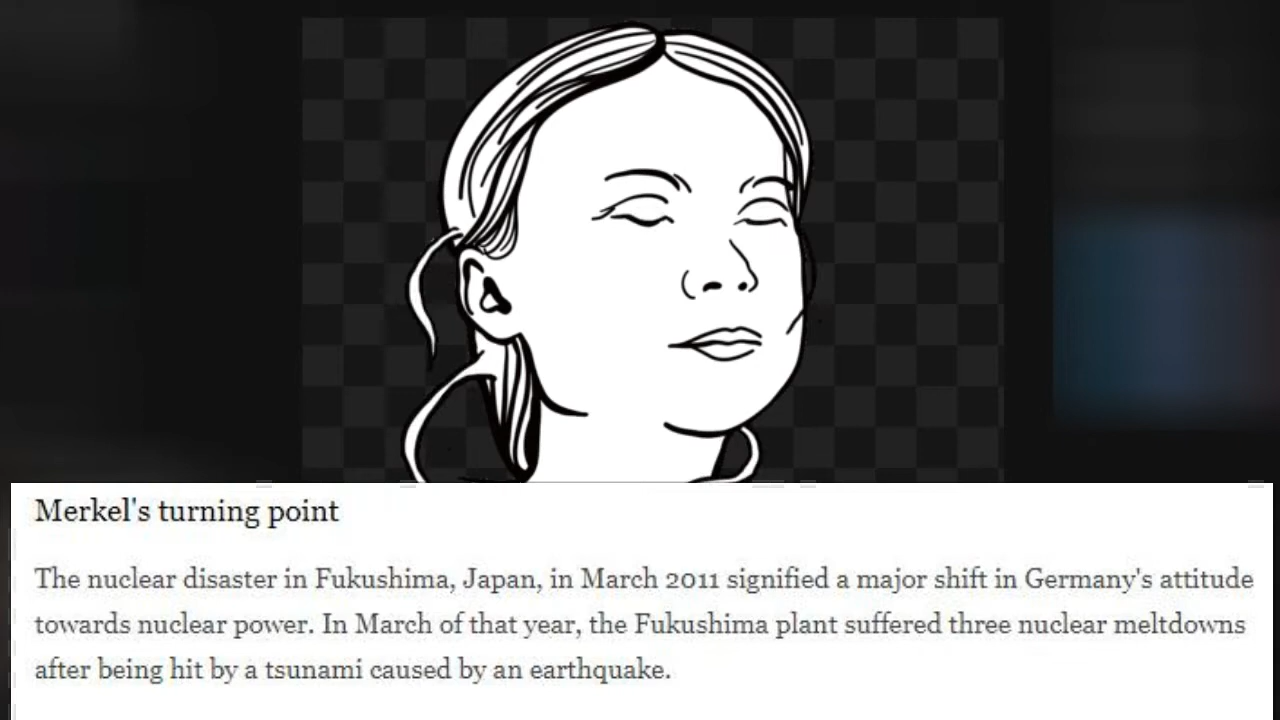 Merkel's turning point
The nuclear disaster in Fukushima, Japan, in March 2011 signified a major shift in Germany's attitude
towards nuclear power. In March of that year, the Fukushima plant suffered three nuclear meltdowns
after being hit by a tsunami caused by an earthquake.